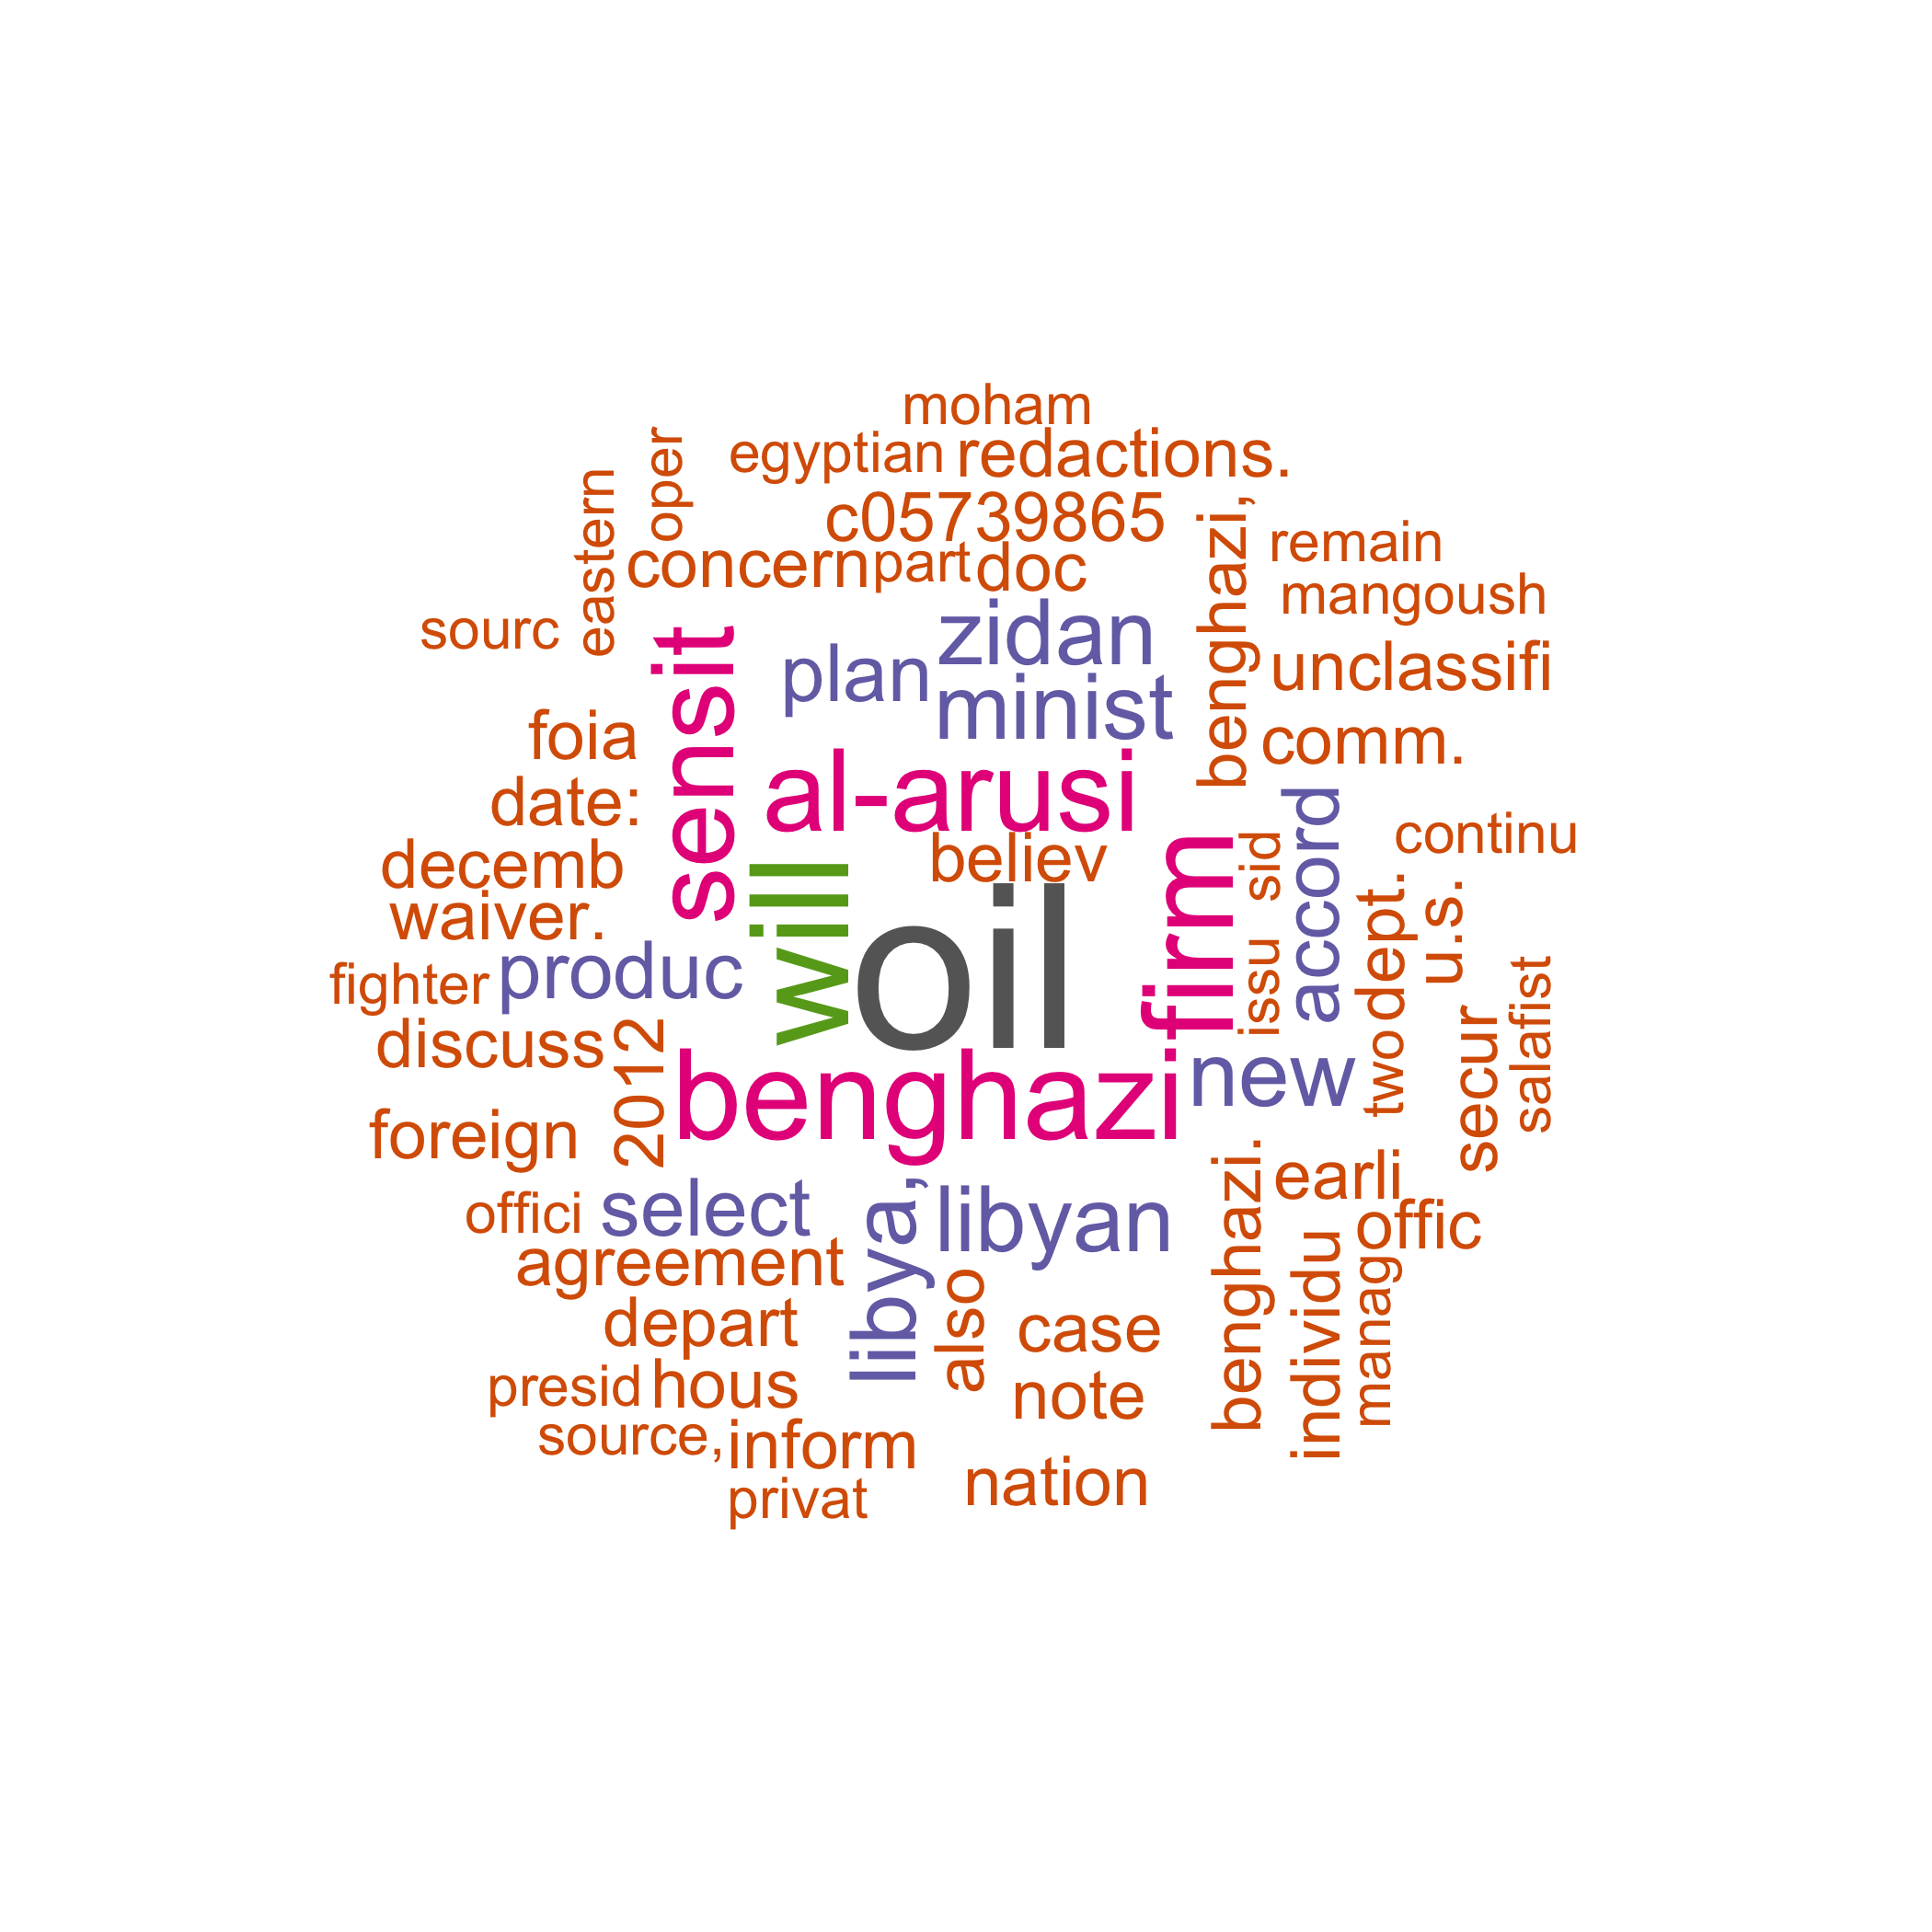 moham
egyptian redactions.
oper
c05739865
eastern
concern part doc
benghazi,
remain
mangoush
sourc
zidan
sensit
plan
minist
unclassifi
foia
comm.
date:
al-arusi
accord
continu
believ
decemb
will
oil
firm
sid
dept.
u.s.
waiver.
fighter produc
issu
salafist
discuss
2012
benghazi
new
two
secur
foreign
benghazi.
earli
offici select
libya,
libyan
offic
agreement
also
individu
manag
depart
case
presid hous
note
source, inform
privat
nation